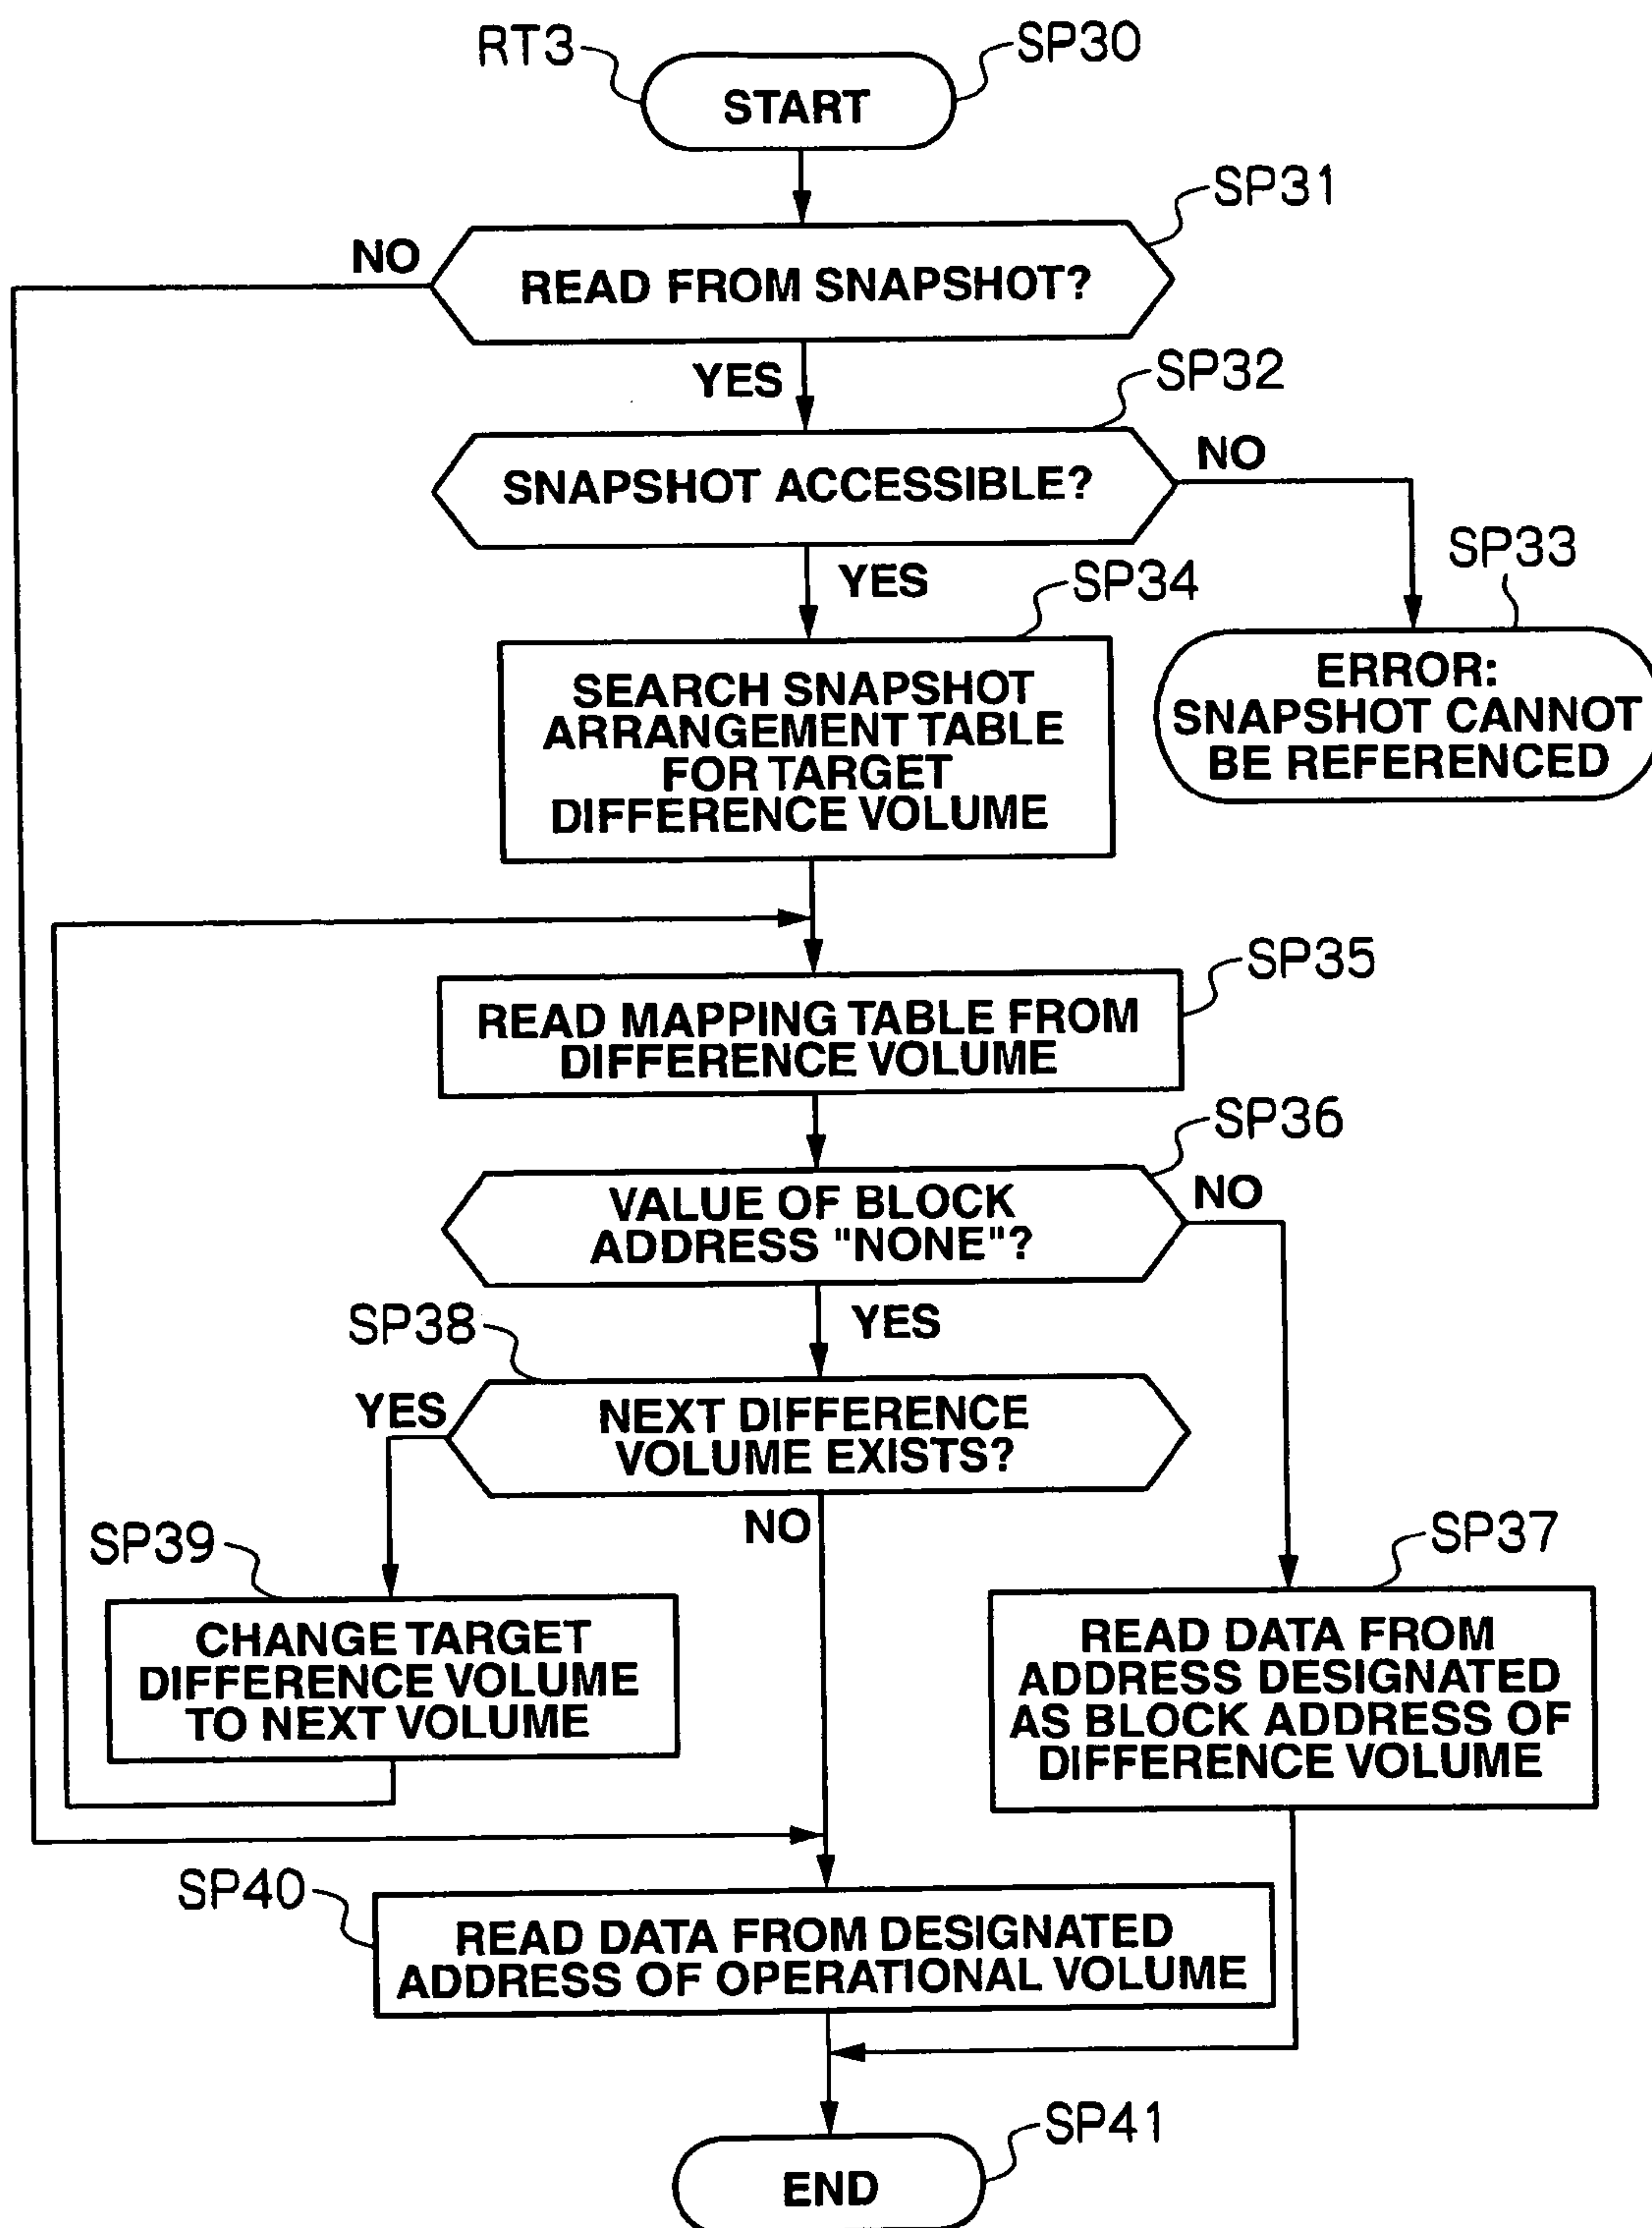 RT3
SP30
START
SP31
NO
READ FROM SNAPSHOT?
YES
SP32
SNAPSHOT ACCESSIBLE?
NO
YES
SP34
SP33
SEARCH SNAPSHOT
ARRANGEMENT TABLE
FOR TARGET
DIFFERENCE VOLUME
ERROR:
SNAPSHOT CANNOT
BE REFERENCED
SP35
READ MAPPING TABLE FROM
DIFFERENCE VOLUME
SP36
VALUE OF BLOCK
ADDRESS "NONE"?
NO
YES
SP38
YES
NEXT DIFFERENCE
VOLUME EXISTS?
NO
SP39
CHANGE TARGET
DIFFERENCE VOLUME
TO NEXT VOLUME
SP37
READ DATA FROM
ADDRESS DESIGNATED
AS BLOCK ADDRESS OF
DIFFERENCE VOLUME
SP40
READ DATA FROM DESIGNATED
ADDRESS OF OPERATIONAL VOLUME
SP41
END